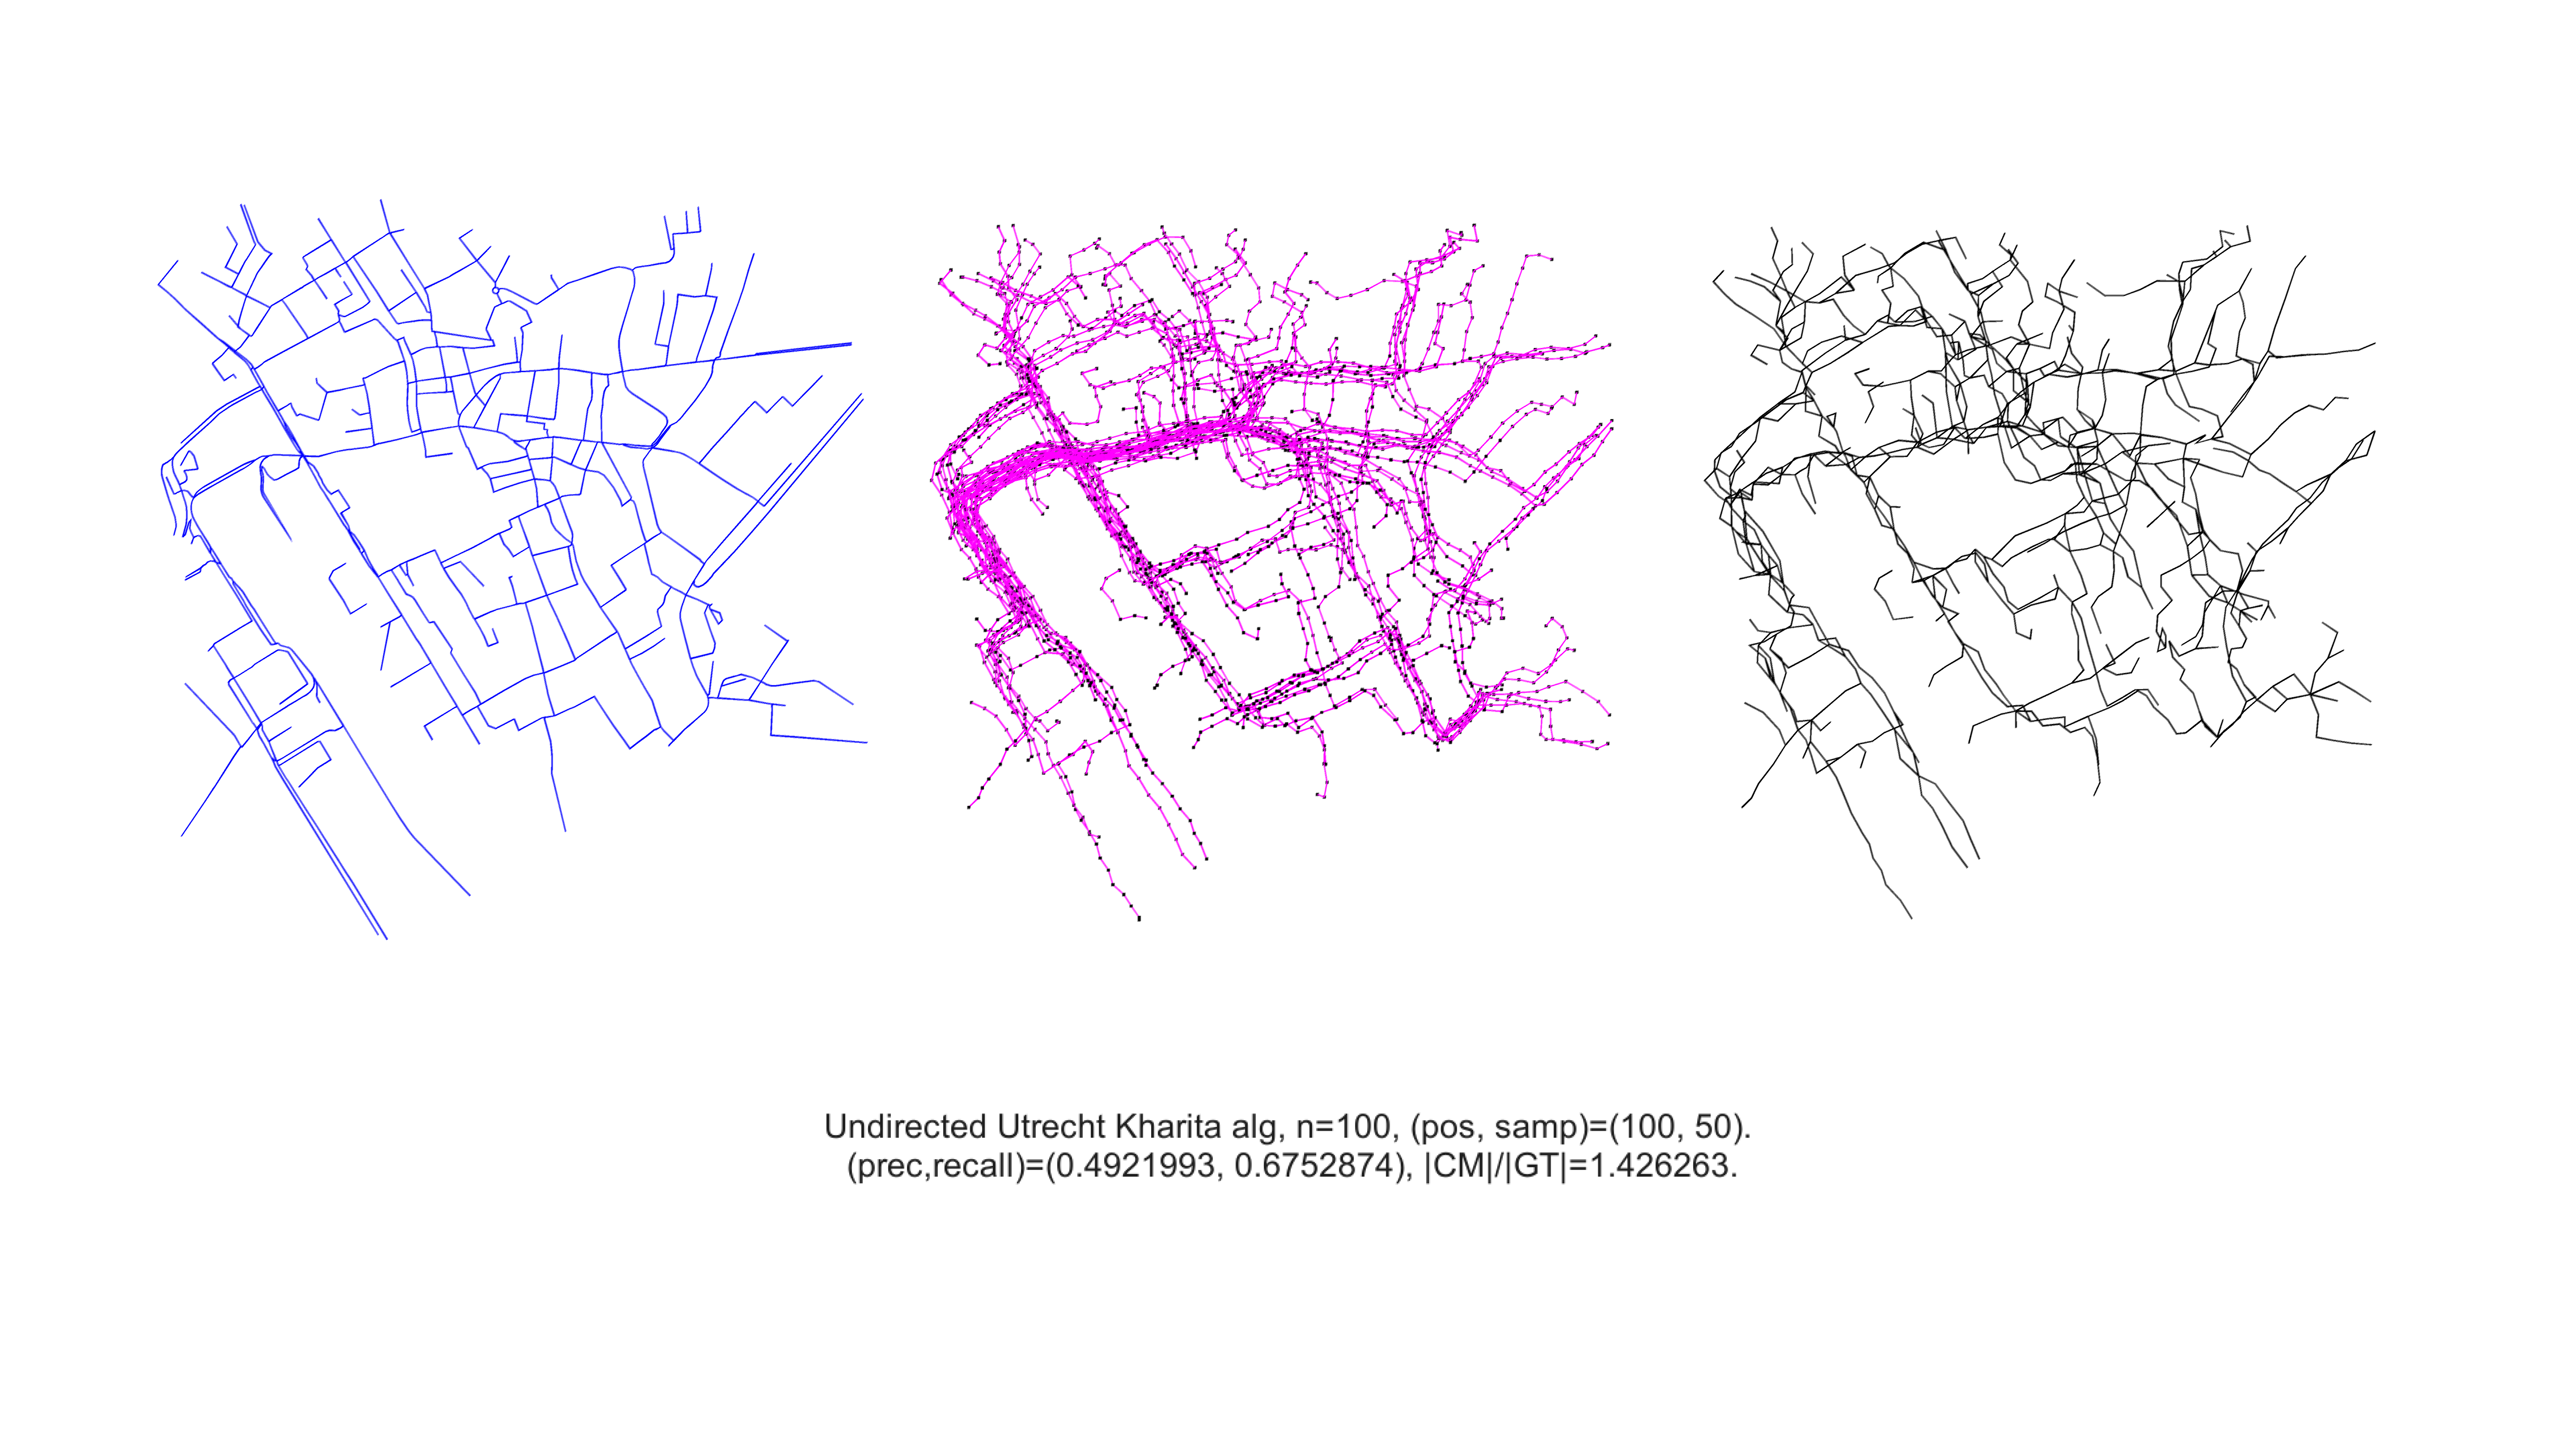 Undirected Utrecht Kharita alg, n=100, (pos, samp)=(100, 50).
(prec,recall)=(0.4921993, 0.6752874), |CM|/|GT|=1.426263.